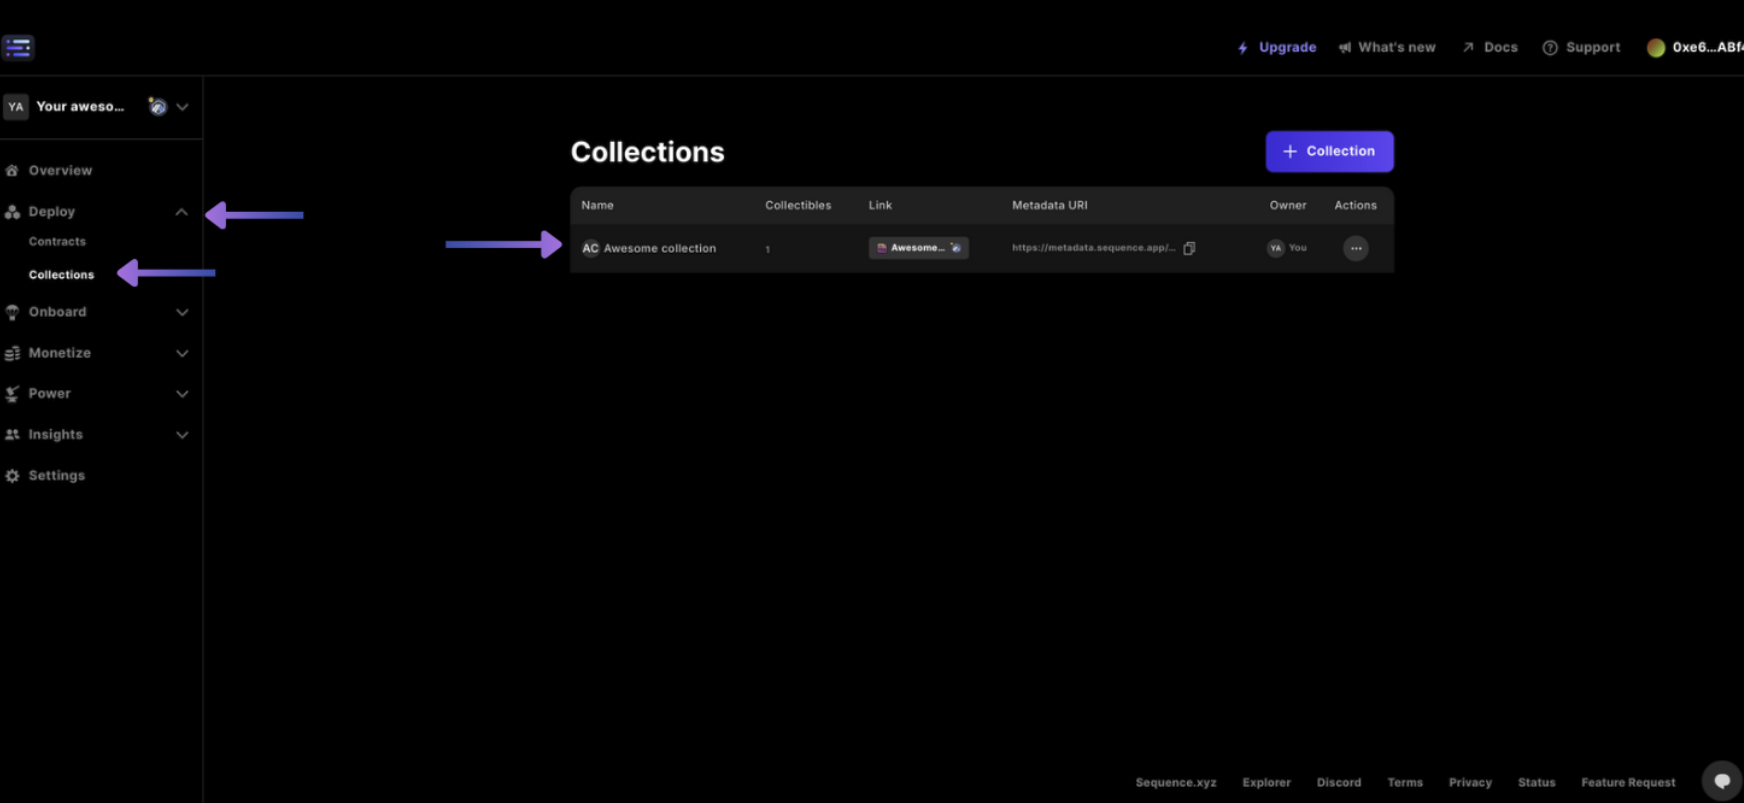 Upgrade What's new Docs Support 0xe6...ABf4
YA Your aweso...
Overview
Deploy
Contracts
Collections
Onboard
Monetize
Power
Insights
Settings
Collections
+ Collection
Name Collectibles Link Metadata URI Owner Actions
AC Awesome collection 1 Awesome... https://metadata.sequence.app/... YA You ...
Sequence.xyz Explorer Discord Terms Privacy Status Feature Request